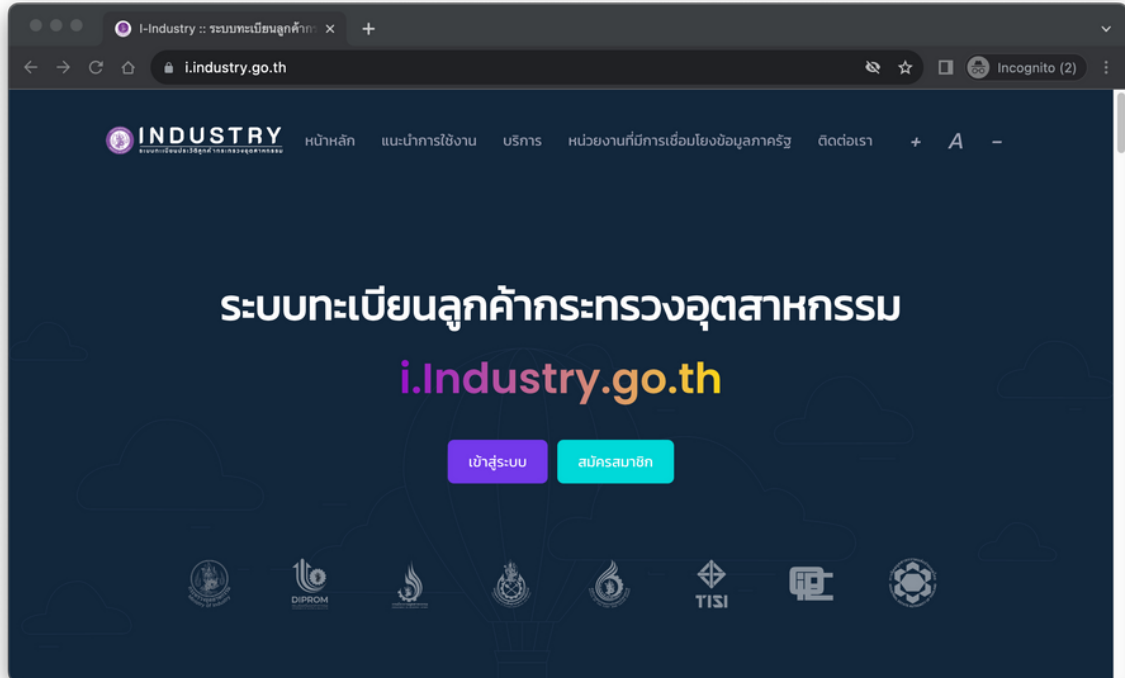 I-Industry :: ระบบทะเบียนลูกค้าก
i.industry.go.th
Incognito (2)
INDUSTRY
หน้าหลัก
แนะนำการใช้งาน
บริการ
หน่วยงานที่มีการเชื่อมโยงข้อมูลภาครัฐ
ติดต่อเรา
+ A -
ระบบทะเบียนลูกค้ากระทรวงอุตสาหกรรม
i.Industry.go.th
เข้าสู่ระบบ
สมัครสมาชิก
DIPROM
TISI